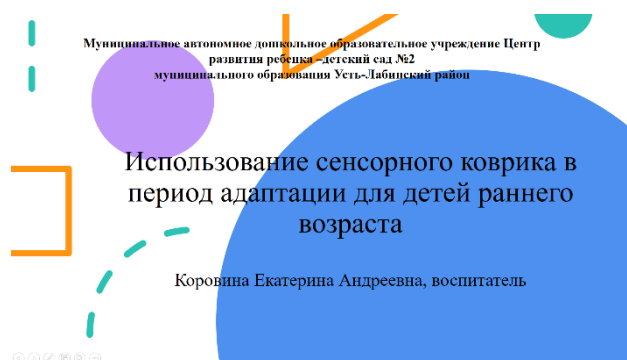 Муниципальное автономное дошкольное образовательное учреждение Центр
развития ребенка –детский сад №2
муниципального образования Усть-Лабинский район
Использование сенсорного коврика в
период адаптации для детей раннего
возраста
Коровина Екатерина Андреевна, воспитатель